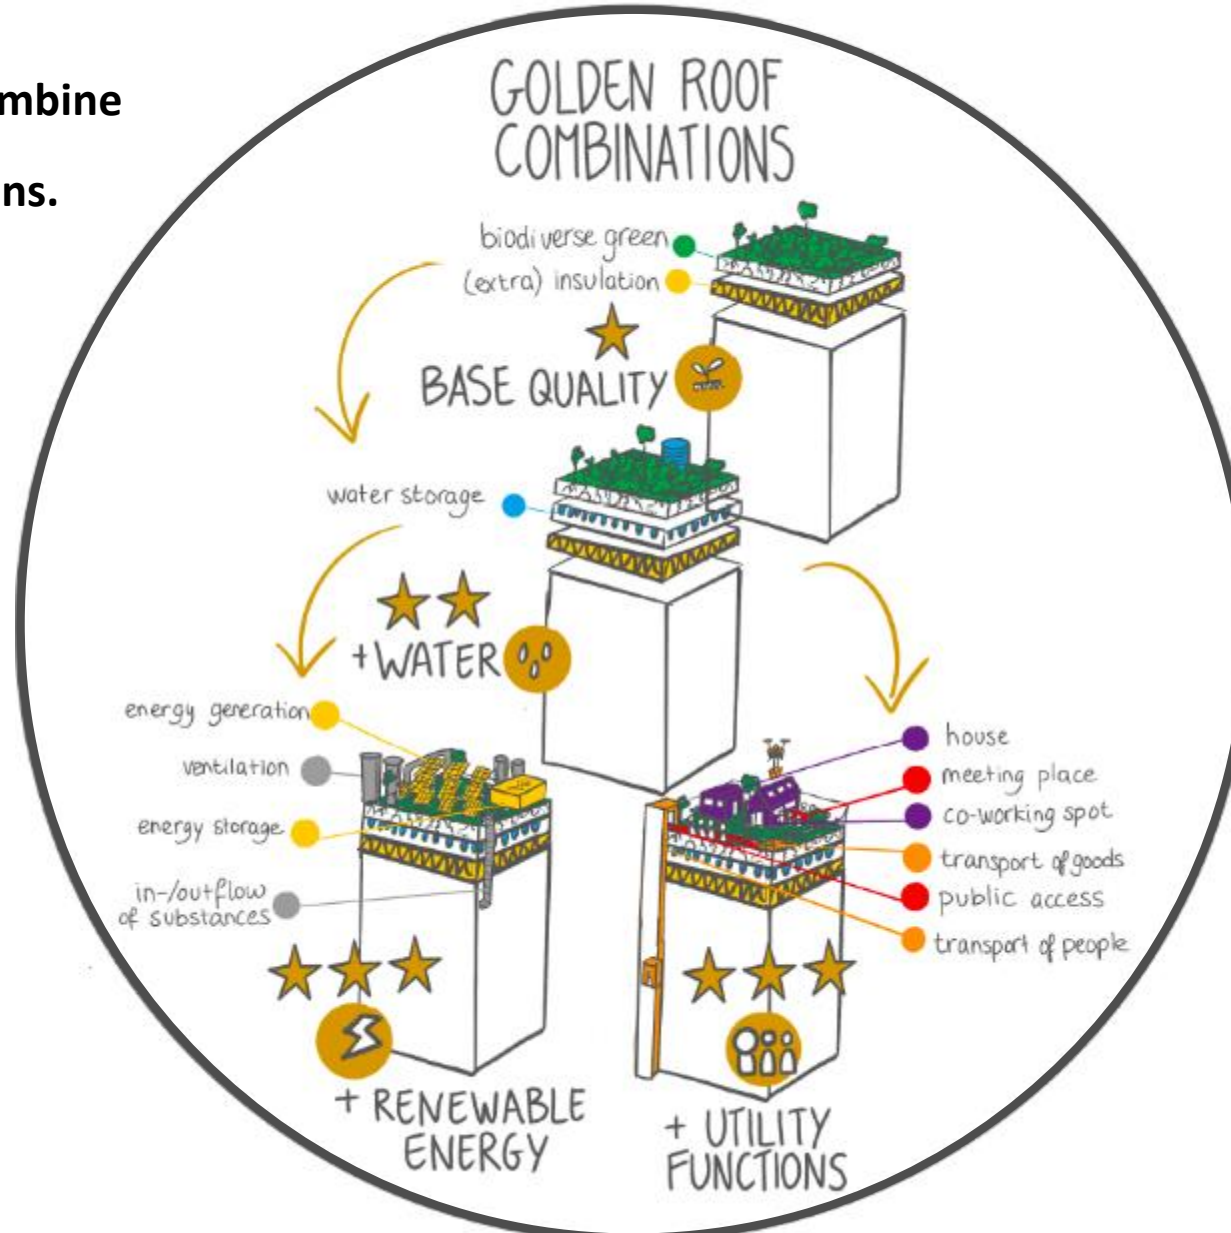 mbine
ns.
GOLDEN ROOF
COMBINATIONS
biodiverse green
(extra) insulation
BASE QUALITY
water storage
+ WATER
energy generation
ventilation
energy storage
in-/outflow
of substances
+ RENEWABLE
ENERGY
house
meeting place
co-working spot
transport of goods
public access
transport of people
+ UTILITY
FUNCTIONS